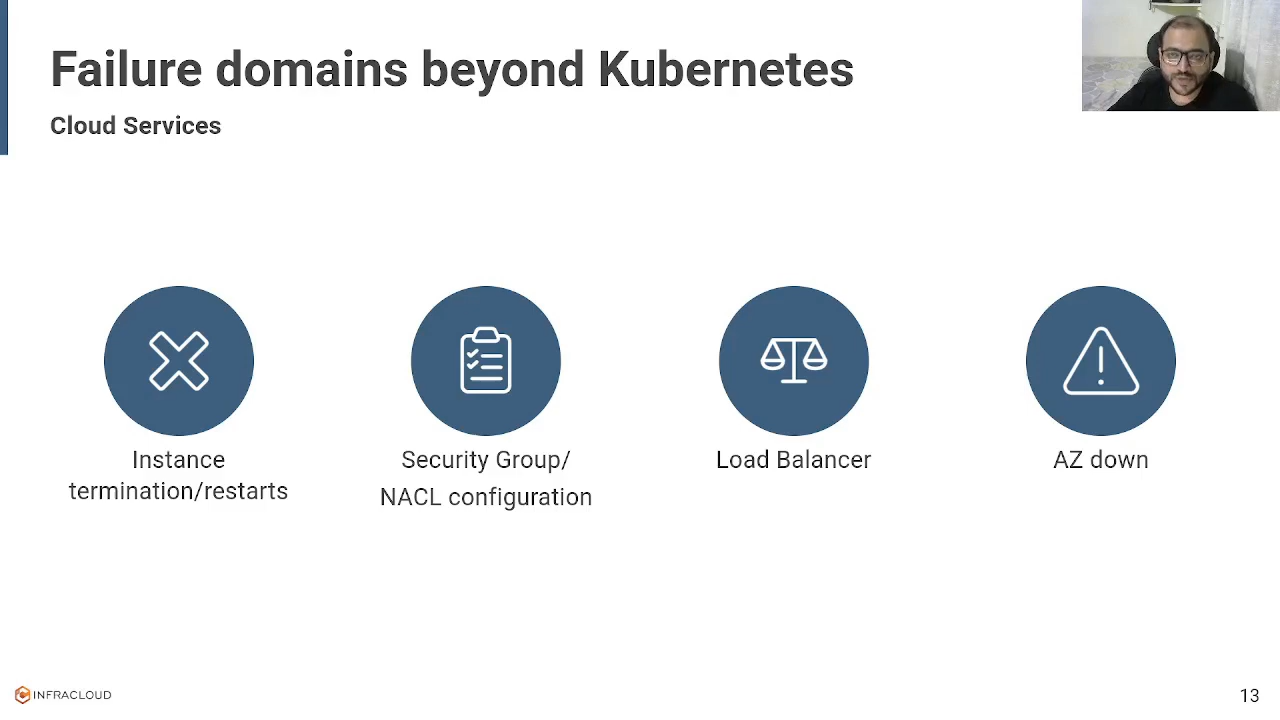 Failure domains beyond Kubernetes
Cloud Services
Instance
termination/restarts
Security Group/
NACL configuration
Load Balancer
AZ down
INFRACLOUD
13